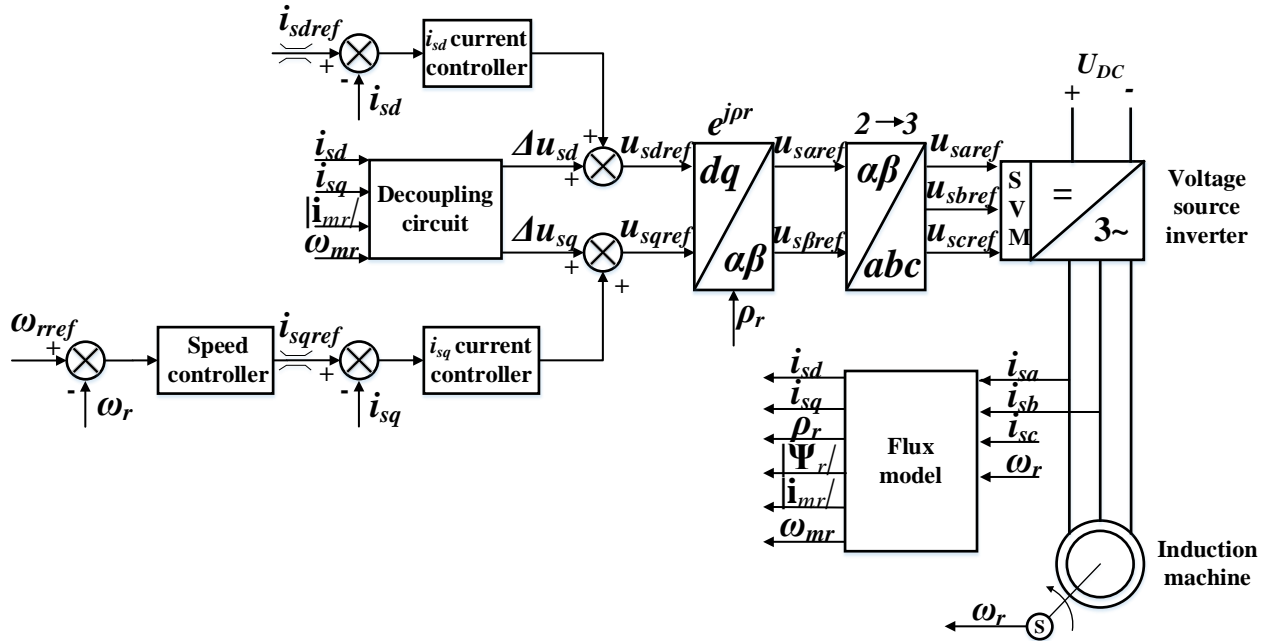 i_sdref
+
-
i_sd
i_sd current
controller
U_DC
+ -
i_sd
i_sq
|i_mr/
ω_mr
Decoupling
circuit
Δu_sd
Δu_sq
+
+
+
+
u_sdref
u_sqref
e^jρr
dq
αβ
ρ_r
u_sαref
u_sβref
2→3
αβ
abc
u_saref
u_sbref
u_scref
S
V
M
=
3~
Voltage
source
inverter
ω_rref
+
-
ω_r
Speed
controller
i_sqref
+
-
i_sq
i_sq current
controller
i_sd
i_sq
ρ_r
|Ψ_r/
|i_mr/
ω_mr
Flux
model
i_sa
i_sb
i_sc
ω_r
Induction
machine
ω_r
S